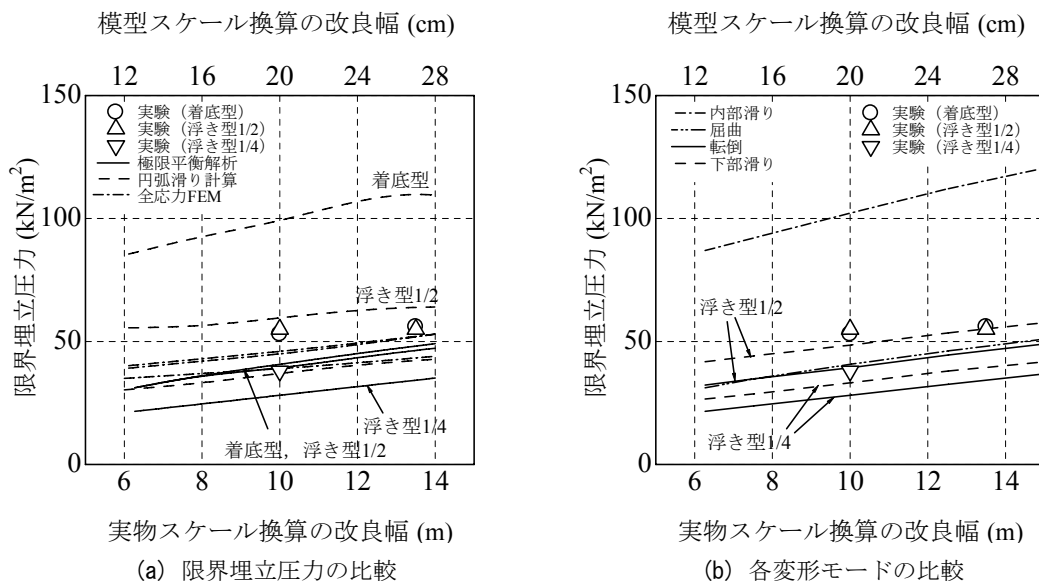 模型スケール換算の改良幅 (cm)
12 16 20 24 28
150
100
50
0
限界埋立圧力 (kN/m²)
実験（着底型）
実験（浮き型1/2）
実験（浮き型1/4）
極限平衡解析
円弧滑り計算
全応力FEM
着底型
浮き型1/2
浮き型1/4
着底型，浮き型1/2
6 8 10 12 14
実物スケール換算の改良幅 (m)
(a) 限界埋立圧力の比較
模型スケール換算の改良幅 (cm)
12 16 20 24 28
150
100
50
0
限界埋立圧力 (kN/m²)
内部滑り
屈曲
転倒
下部滑り
実験（着底型）
実験（浮き型1/2）
実験（浮き型1/4）
浮き型1/2
浮き型1/4
6 8 10 12 14
実物スケール換算の改良幅 (m)
(b) 各変形モードの比較